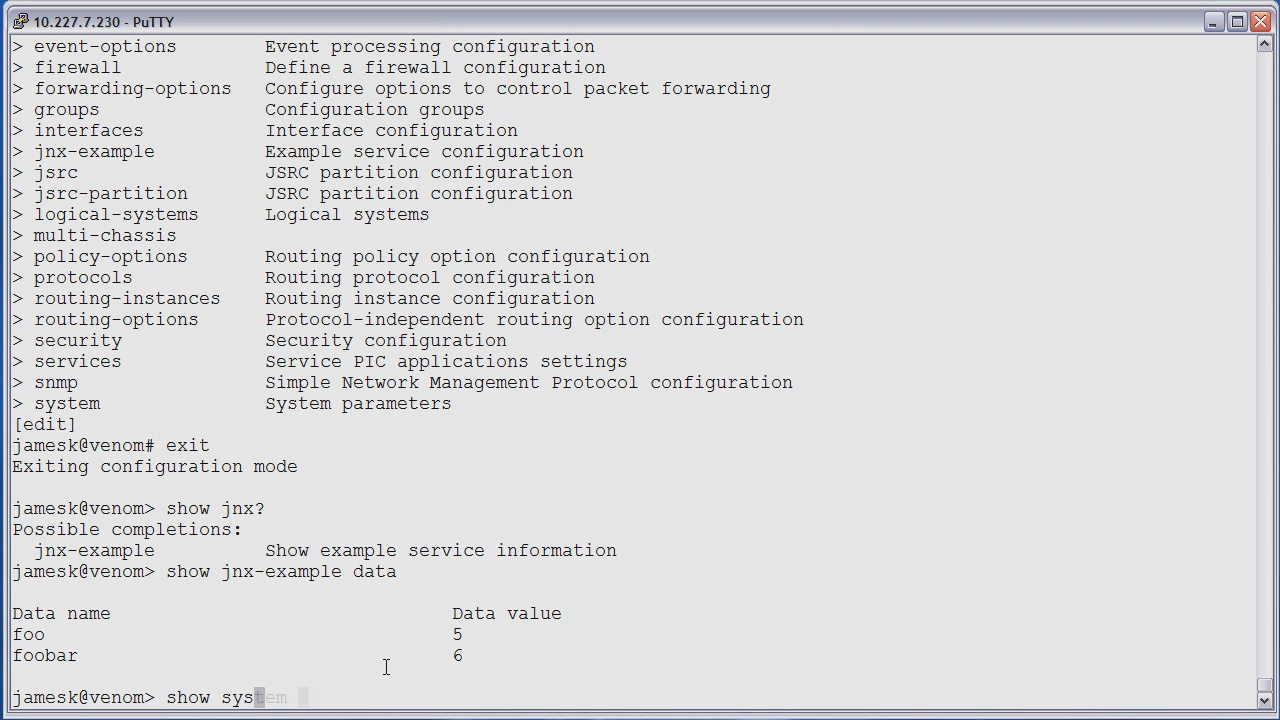 10.227.7.230 - PuTTY
> event-options        Event processing configuration
> firewall             Define a firewall configuration
> forwarding-options   Configure options to control packet forwarding
> groups               Configuration groups
> interfaces           Interface configuration
> jnx-example          Example service configuration
> jsrc                 JSRC partition configuration
> jsrc-partition       JSRC partition configuration
> logical-systems      Logical systems
> multi-chassis
> policy-options       Routing policy option configuration
> protocols            Routing protocol configuration
> routing-instances    Routing instance configuration
> routing-options      Protocol-independent routing option configuration
> security             Security configuration
> services             Service PIC applications settings
> snmp                 Simple Network Management Protocol configuration
> system               System parameters
[edit]
jamesk@venom# exit
Exiting configuration mode
jamesk@venom> show jnx?
Possible completions:
  jnx-example          Show example service information
jamesk@venom> show jnx-example data
Data name                               Data value
foo                                     5
foobar                                  6
jamesk@venom> show system